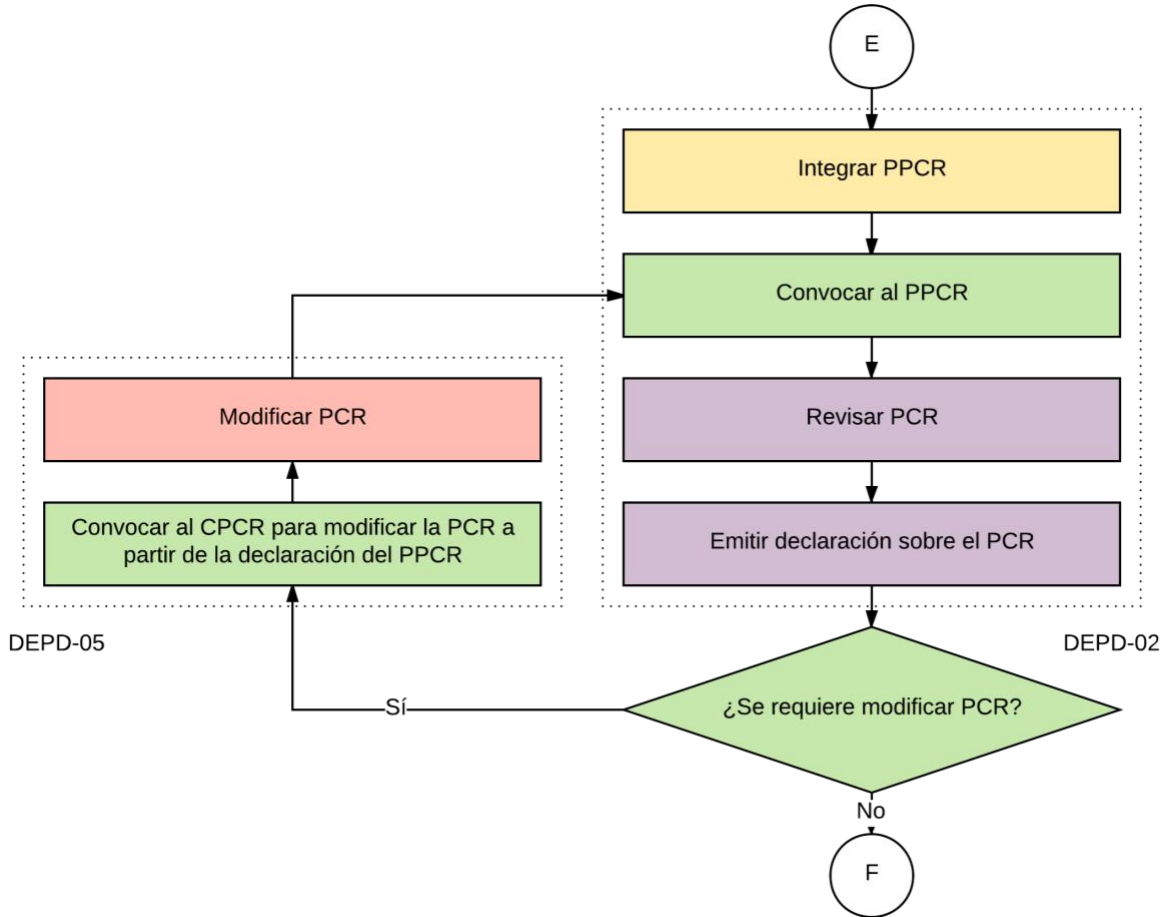 E
Integrar PPCR
Convocar al PPCR
Modificar PCR
Revisar PCR
Convocar al CPCR para modificar la PCR a
partir de la declaración del PPCR
Emitir declaración sobre el PCR
DEPD-05
DEPD-02
Sí
¿Se requiere modificar PCR?
No
F